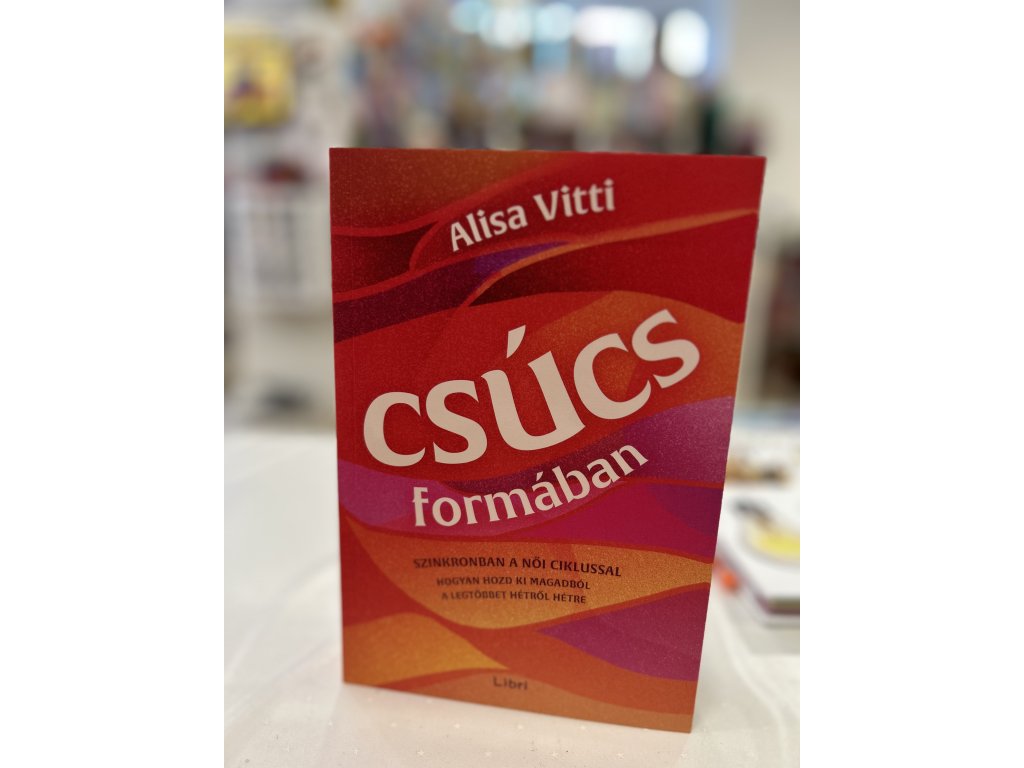 Alisa Vitti
CSÚCS
formában
SZINKRONBAN A NŐI CIKLUSSAL
HOGYAN HOZD KI MAGADBÓL
A LEGTÖBBET HÉTRŐL HÉTRE
Libri